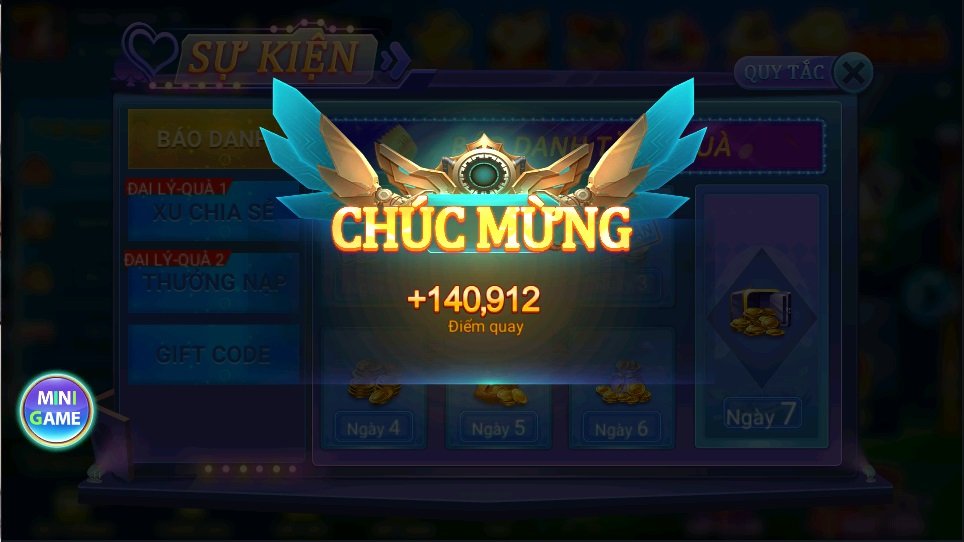 SỰ KIỆN
QUY TẮC
BÁO DANH
ĐẠI LÝ-QUÀ 1
XU CHIA SẺ
ĐẠI LÝ-QUÀ 2
THƯỞNG NẠP
GIFT CODE
CHÚC MỪNG
+140,912
Điểm quay
MINI
GAME
Ngày 4
Ngày 5
Ngày 6
Ngày 7